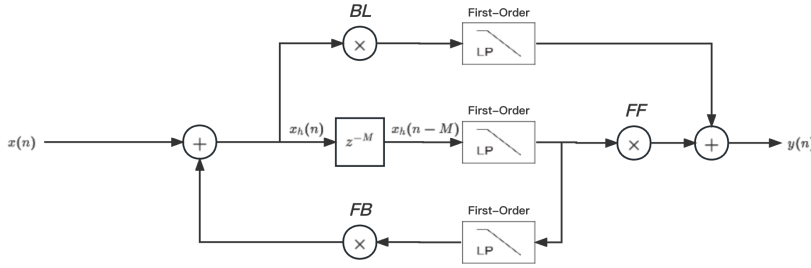 BL
First-Order
×
LP
First-Order
FF
x(n)
+
x_h(n)
z^{-M}
x_h(n − M)
LP
×
+
y(n)
FB
First-Order
×
LP